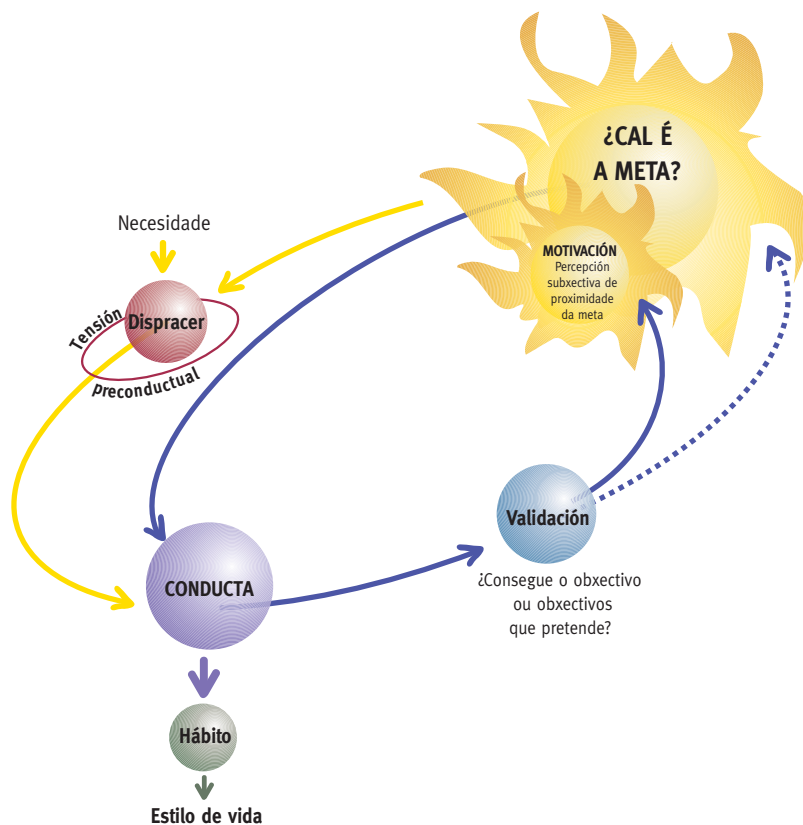 ¿CAL É
A META?
MOTIVACIÓN
Percepción
subxectiva de
proximidade
da meta
Necesidade
Dispracer
Tensión
preconductual
Validación
¿Consegue o obxectivo
ou obxectivos
que pretende?
CONDUCTA
Hábito
Estilo de vida